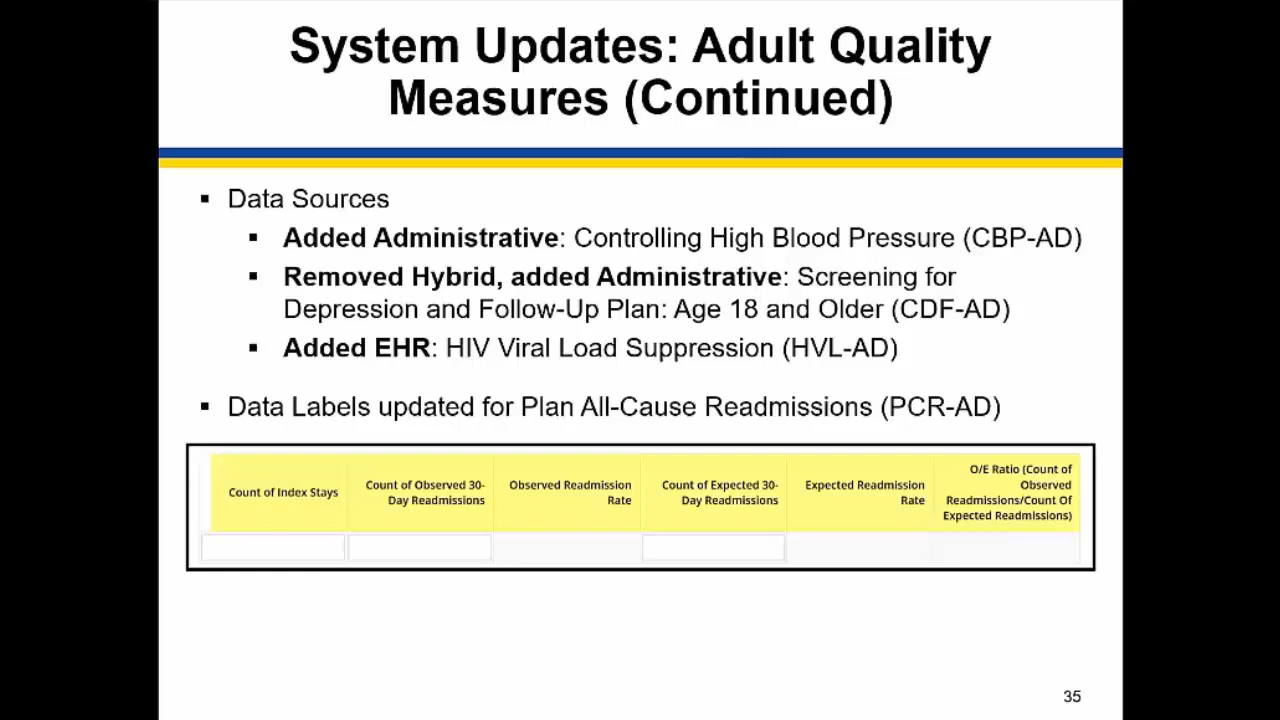 System Updates: Adult Quality
Measures (Continued)
▪ Data Sources
▪ Added Administrative: Controlling High Blood Pressure (CBP-AD)
▪ Removed Hybrid, added Administrative: Screening for
Depression and Follow-Up Plan: Age 18 and Older (CDF-AD)
▪ Added EHR: HIV Viral Load Suppression (HVL-AD)
▪ Data Labels updated for Plan All-Cause Readmissions (PCR-AD)
Count of Index Stays
Count of Observed 30-
Day Readmissions
Observed Readmission
Rate
Count of Expected 30-
Day Readmissions
Expected Readmission
Rate
O/E Ratio (Count of
Observed
Readmissions/Count Of
Expected Readmissions)
35